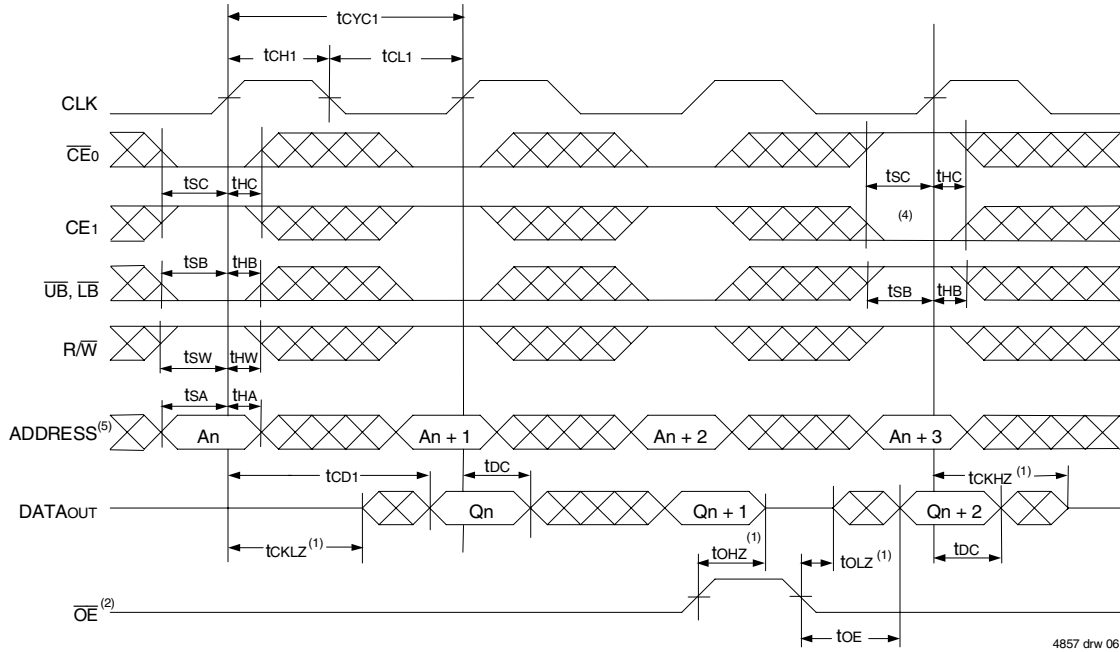 tCYC1
tCH1 tCL1
CLK
CE0
tSC tHC tSC tHC
(4)
CE1
tSB tHB
UB, LB
tSB tHB
R/W
tSW tHW
tSA tHA
ADDRESS(5) An An + 1 An + 2 An + 3
tCD1 tDC tCKHZ (1)
DATAOUT Qn Qn + 1 Qn + 2
tCKLZ (1) tOHZ (1) tOLZ (1) tDC
OE (2)
tOE
4857 drw 06